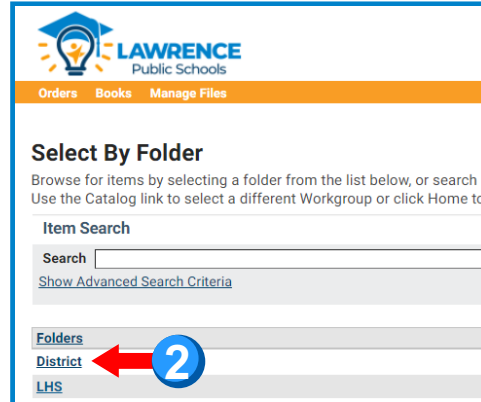 LAWRENCE
Public Schools
Orders Books Manage Files
Select By Folder
Browse for items by selecting a folder from the list below, or search
Use the Catalog link to select a different Workgroup or click Home to
Item Search
Search
Show Advanced Search Criteria
Folders
District
2
LHS